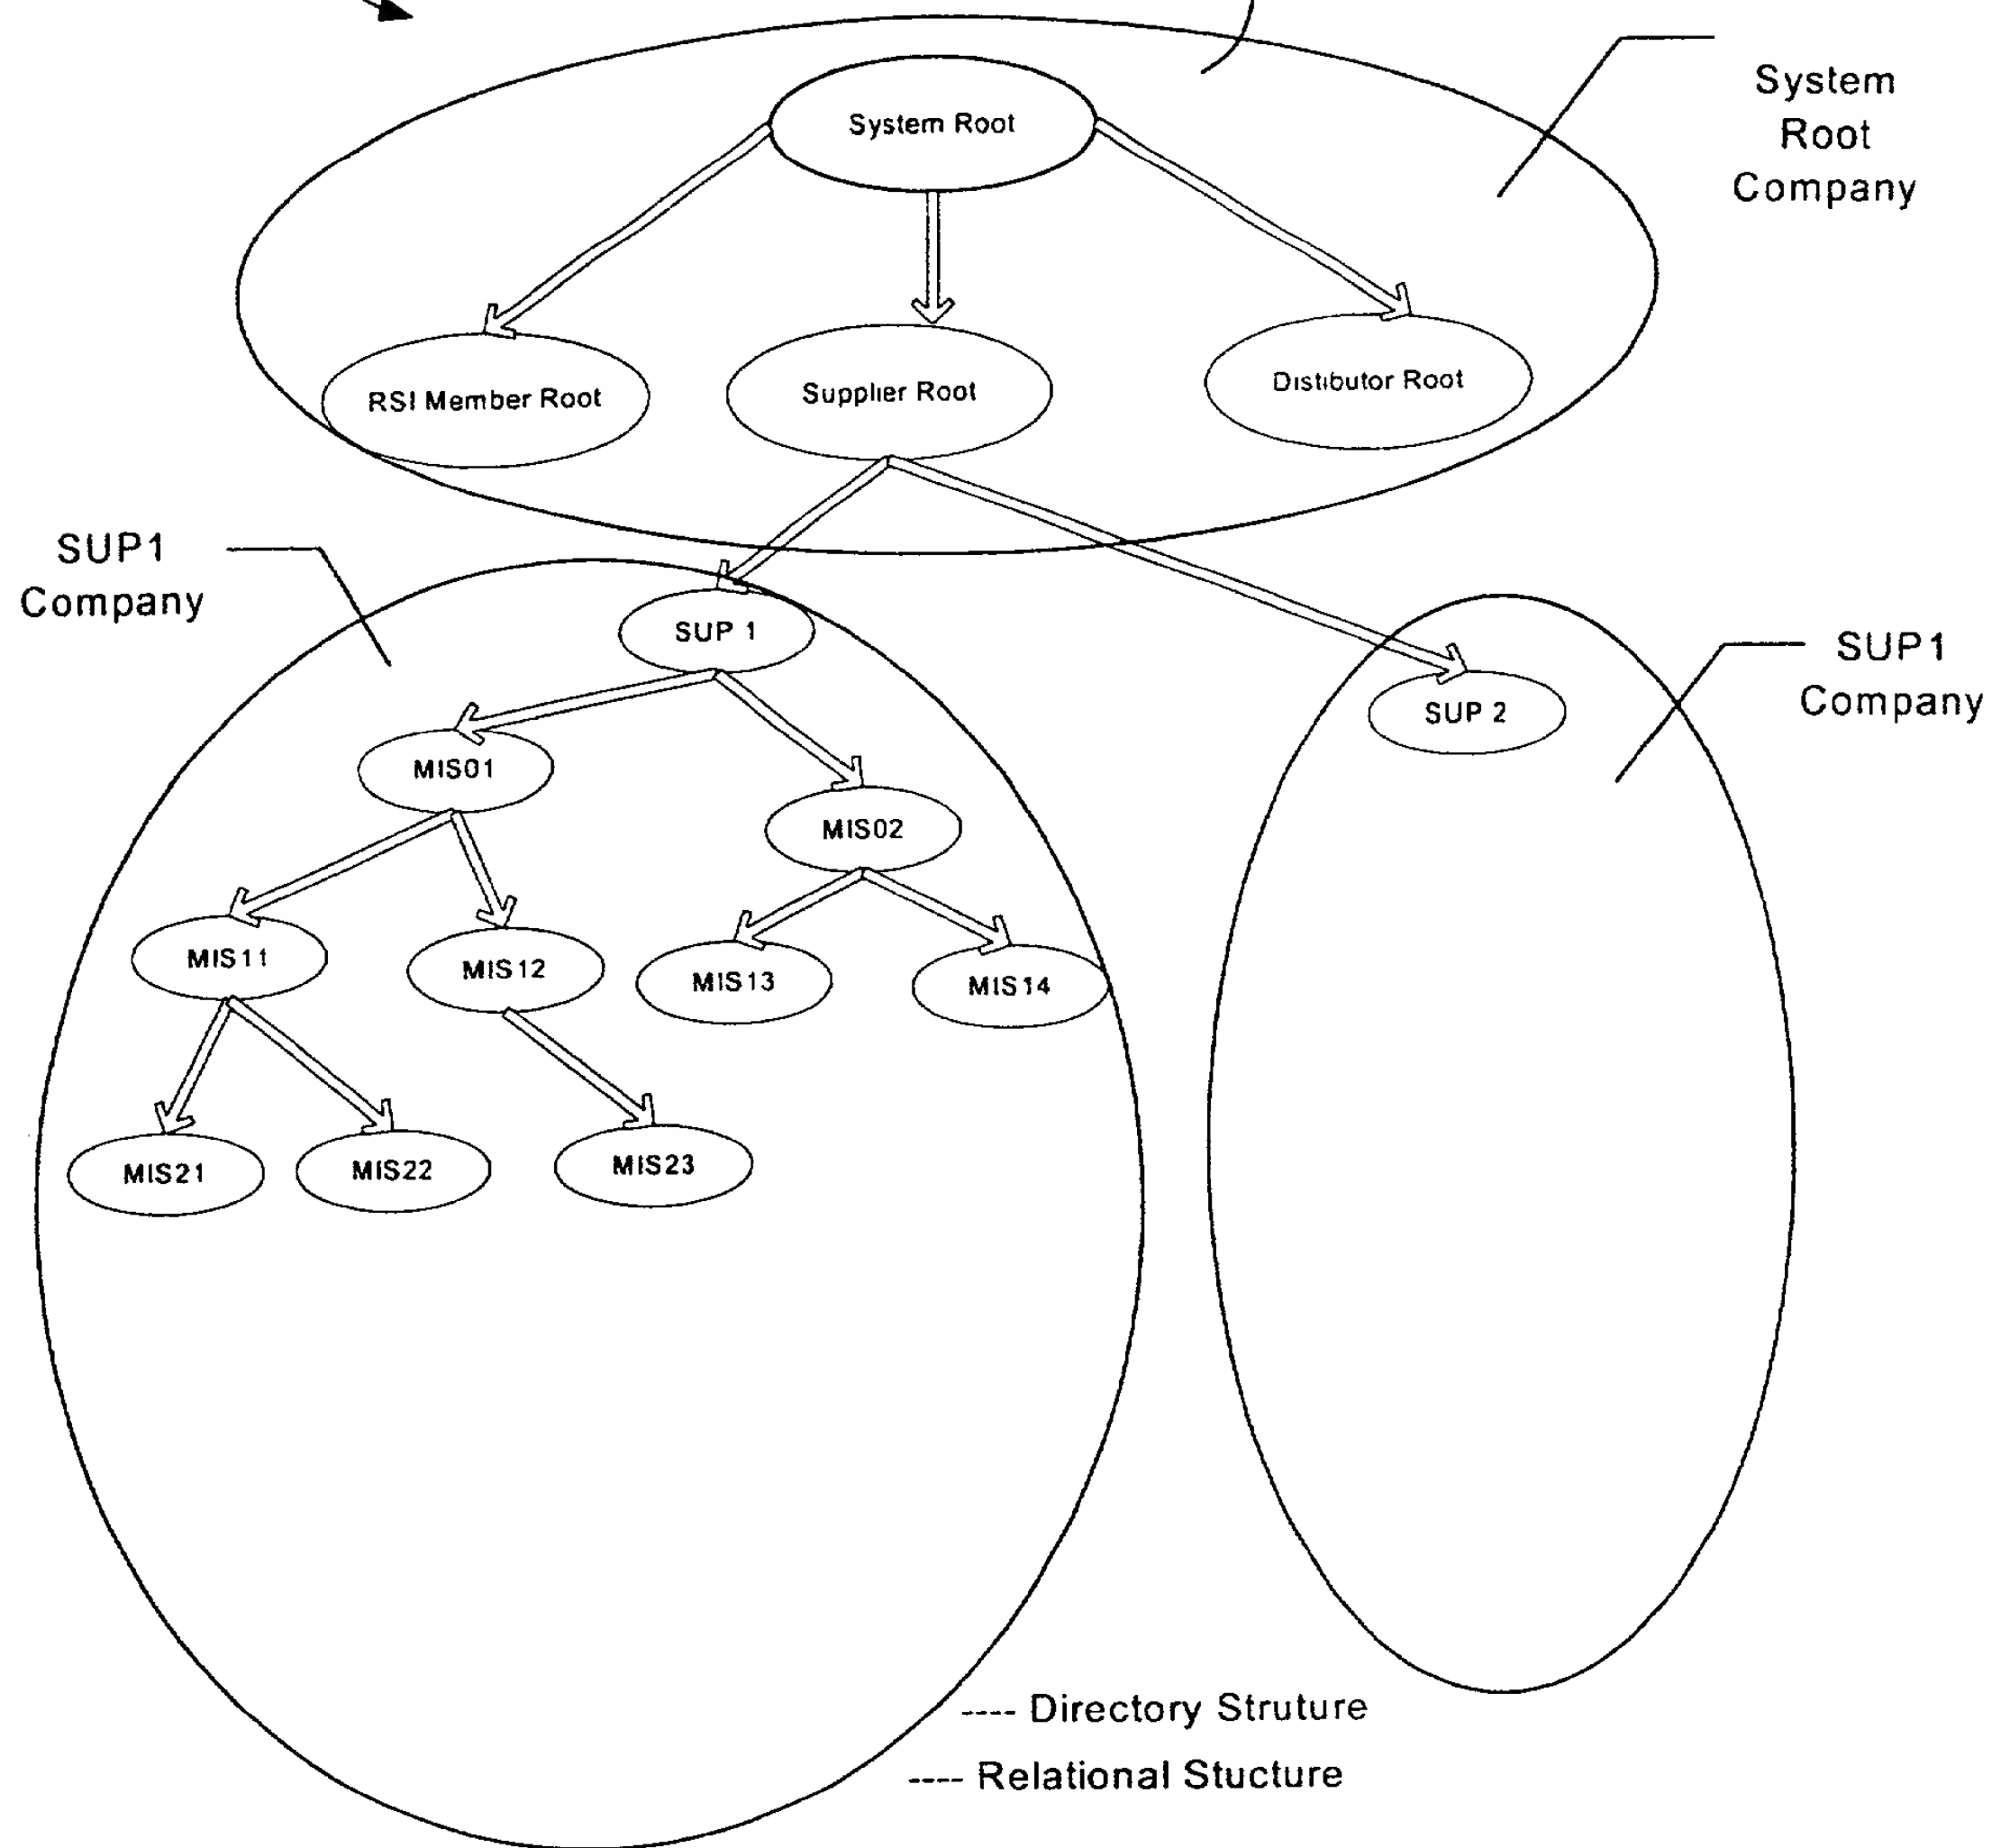 System Root
System
Root
Company
RSI Member Root
Supplier Root
Distibutor Root
SUP1
Company
SUP 1
SUP1
Company
SUP 2
MIS01
MIS02
MIS11
MIS12
MIS13
MIS14
MIS21
MIS22
MIS23
---- Directory Struture
---- Relational Stucture